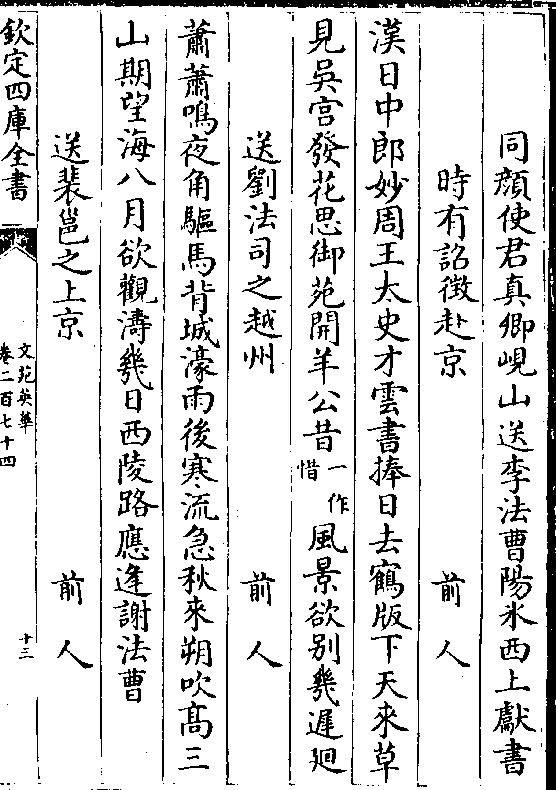 同顔使君真卿峴山送李法曹陽氷西上獻書
時有詔徴赴京　前人
漢日中郎妙周王太史才雲書捧日去鶴版下天來草
見吳宫發花思御苑開羊公昔一作惜風景欲别幾遲廻
送劉法司之越州　前人
蕭蕭鳴夜角驅馬背城濠雨後寒流急秋來朔吹髙三
山期望海八月欲觀濤幾日西陵路應逢謝法曹
送裴邕之上京　前人
欽定四庫全書
文苑英華
卷二百七十四
十三